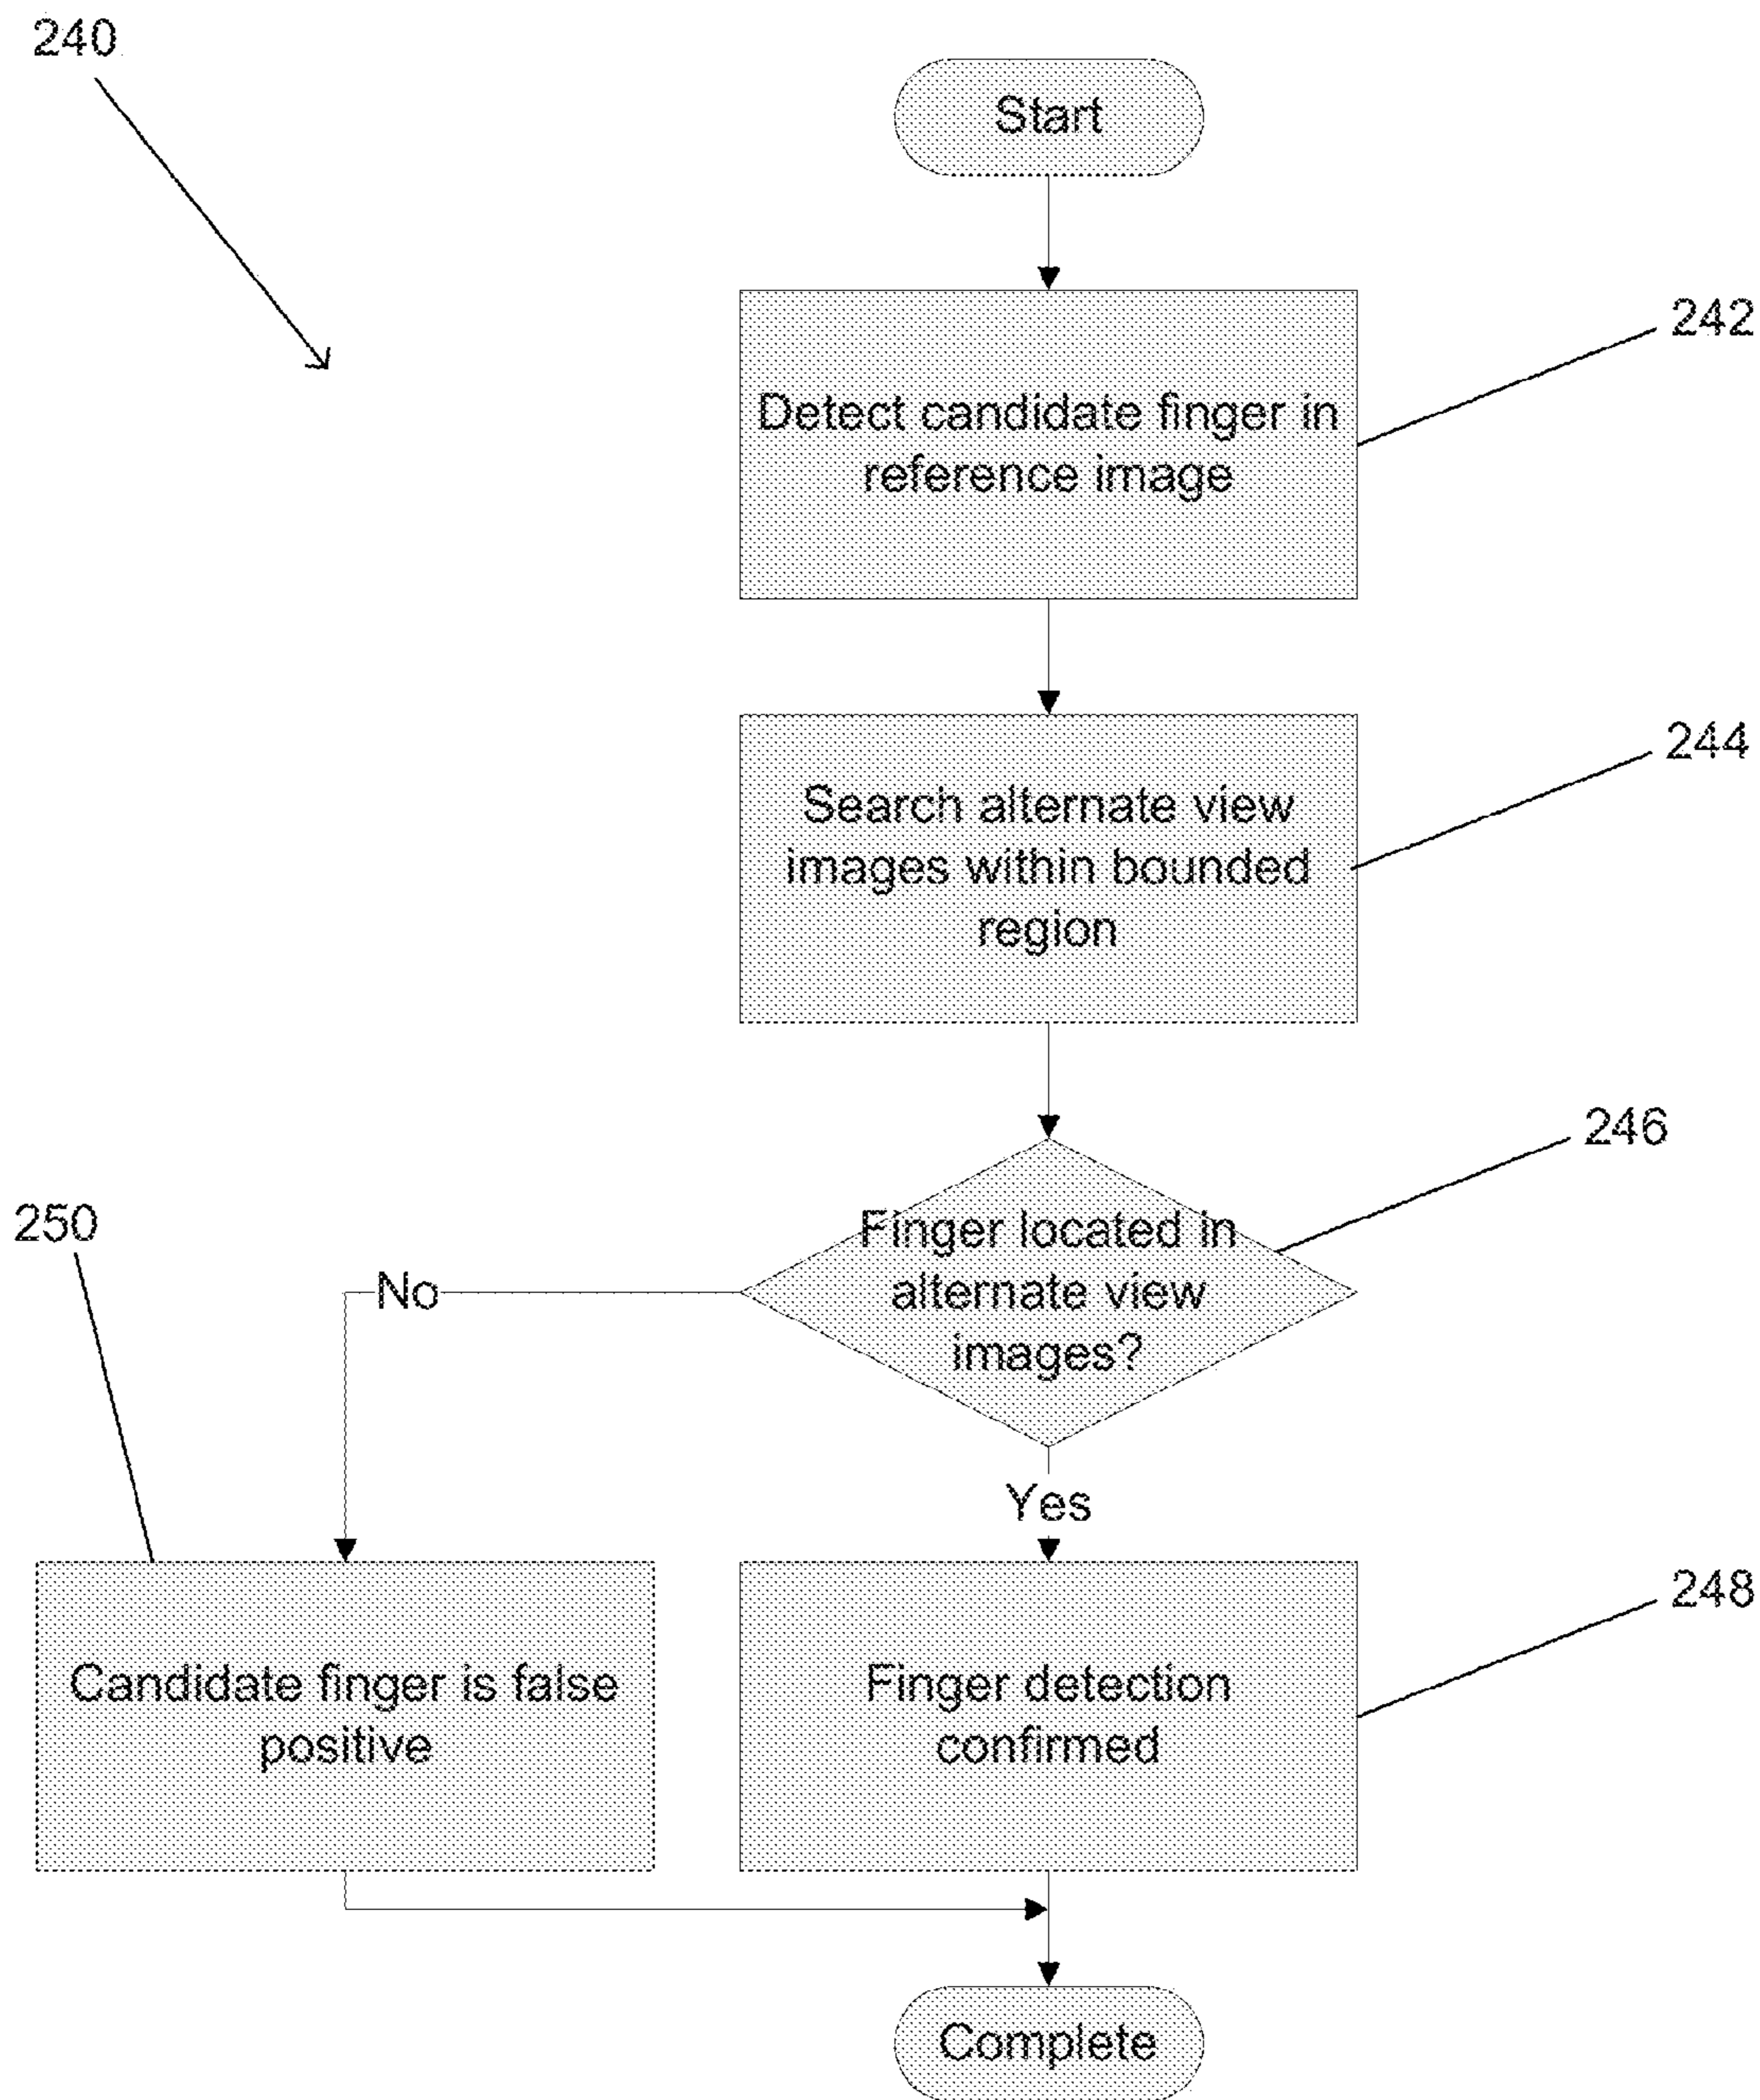 240
Start
242
Detect candidate finger in
reference image
244
Search alternate view
images within bounded
region
246
Finger located in
alternate view
images?
250
No
Yes
248
Candidate finger is false
positive
Finger detection
confirmed
Complete